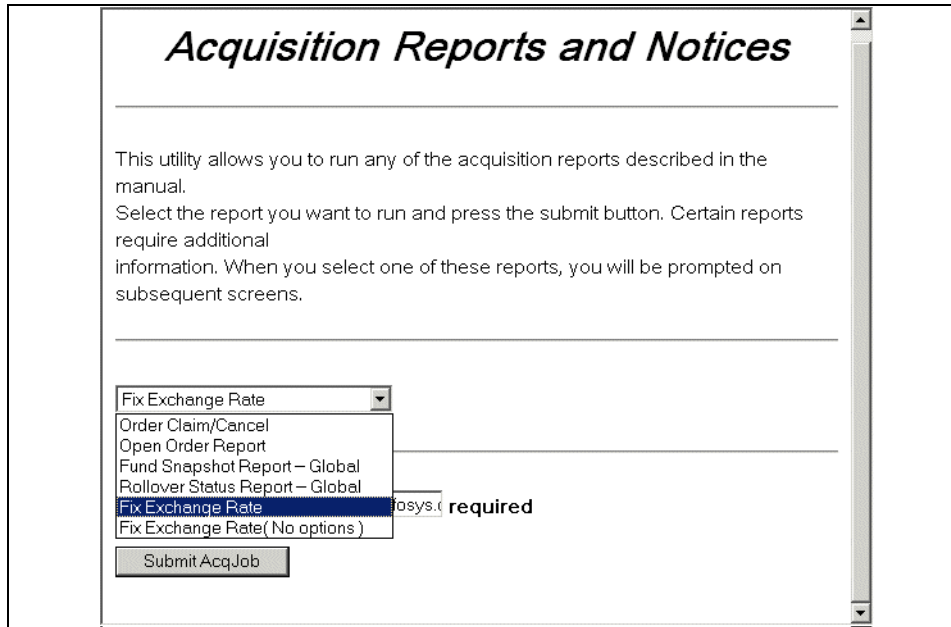 Acquisition Reports and Notices
This utility allows you to run any of the acquisition reports described in the
manual.
Select the report you want to run and press the submit button. Certain reports
require additional
information. When you select one of these reports, you will be prompted on
subsequent screens.
Fix Exchange Rate
Order Claim/Cancel
Open Order Report
Fund Snapshot Report – Global
Rollover Status Report – Global
Fix Exchange Rate
Fix Exchange Rate( No options )
required
Submit AcqJob